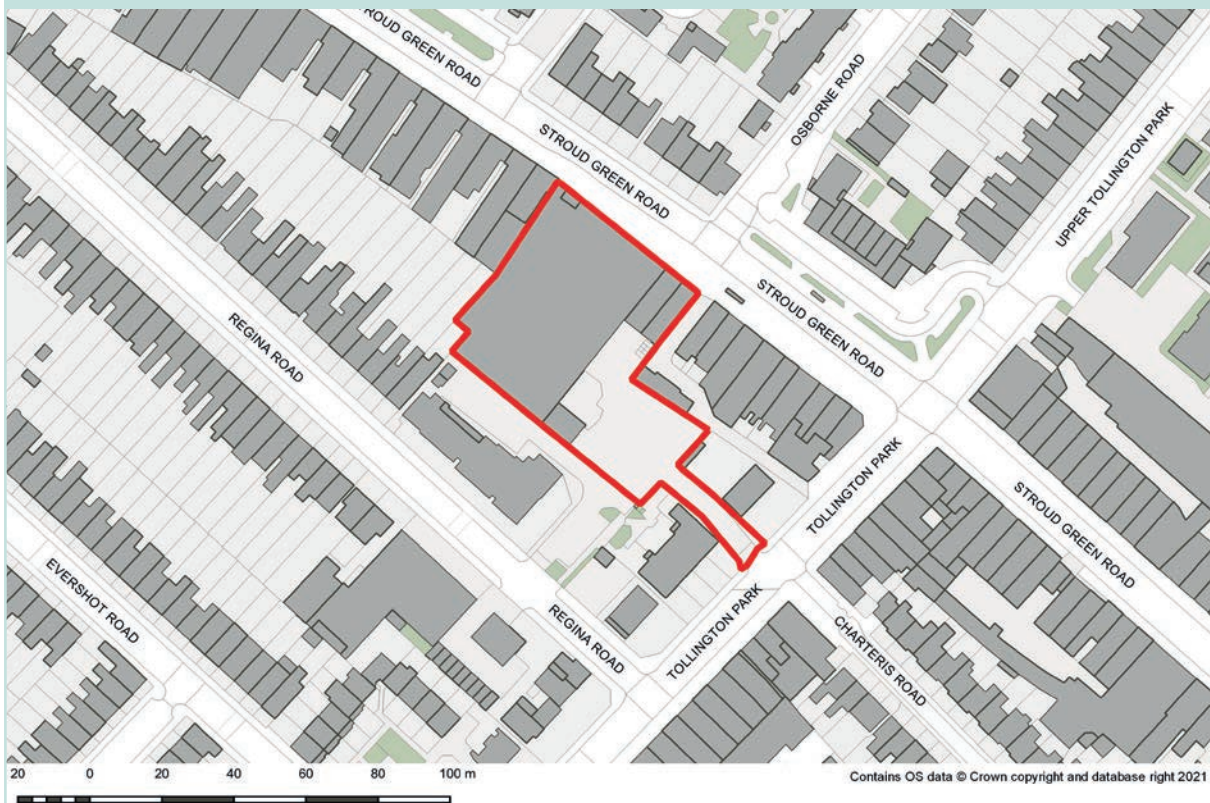 STROUD GREEN ROAD
STROUD GREEN ROAD
OSBORNE ROAD
UPPER TOLLINGTON PARK
STROUD GREEN ROAD
REGINA ROAD
TOLLINGTON PARK
STROUD GREEN ROAD
EVERSHOT ROAD
REGINA ROAD
TOLLINGTON PARK
CHARTERIS ROAD
20 0 20 40 60 80 100 m
Contains OS data © Crown copyright and database right 2021